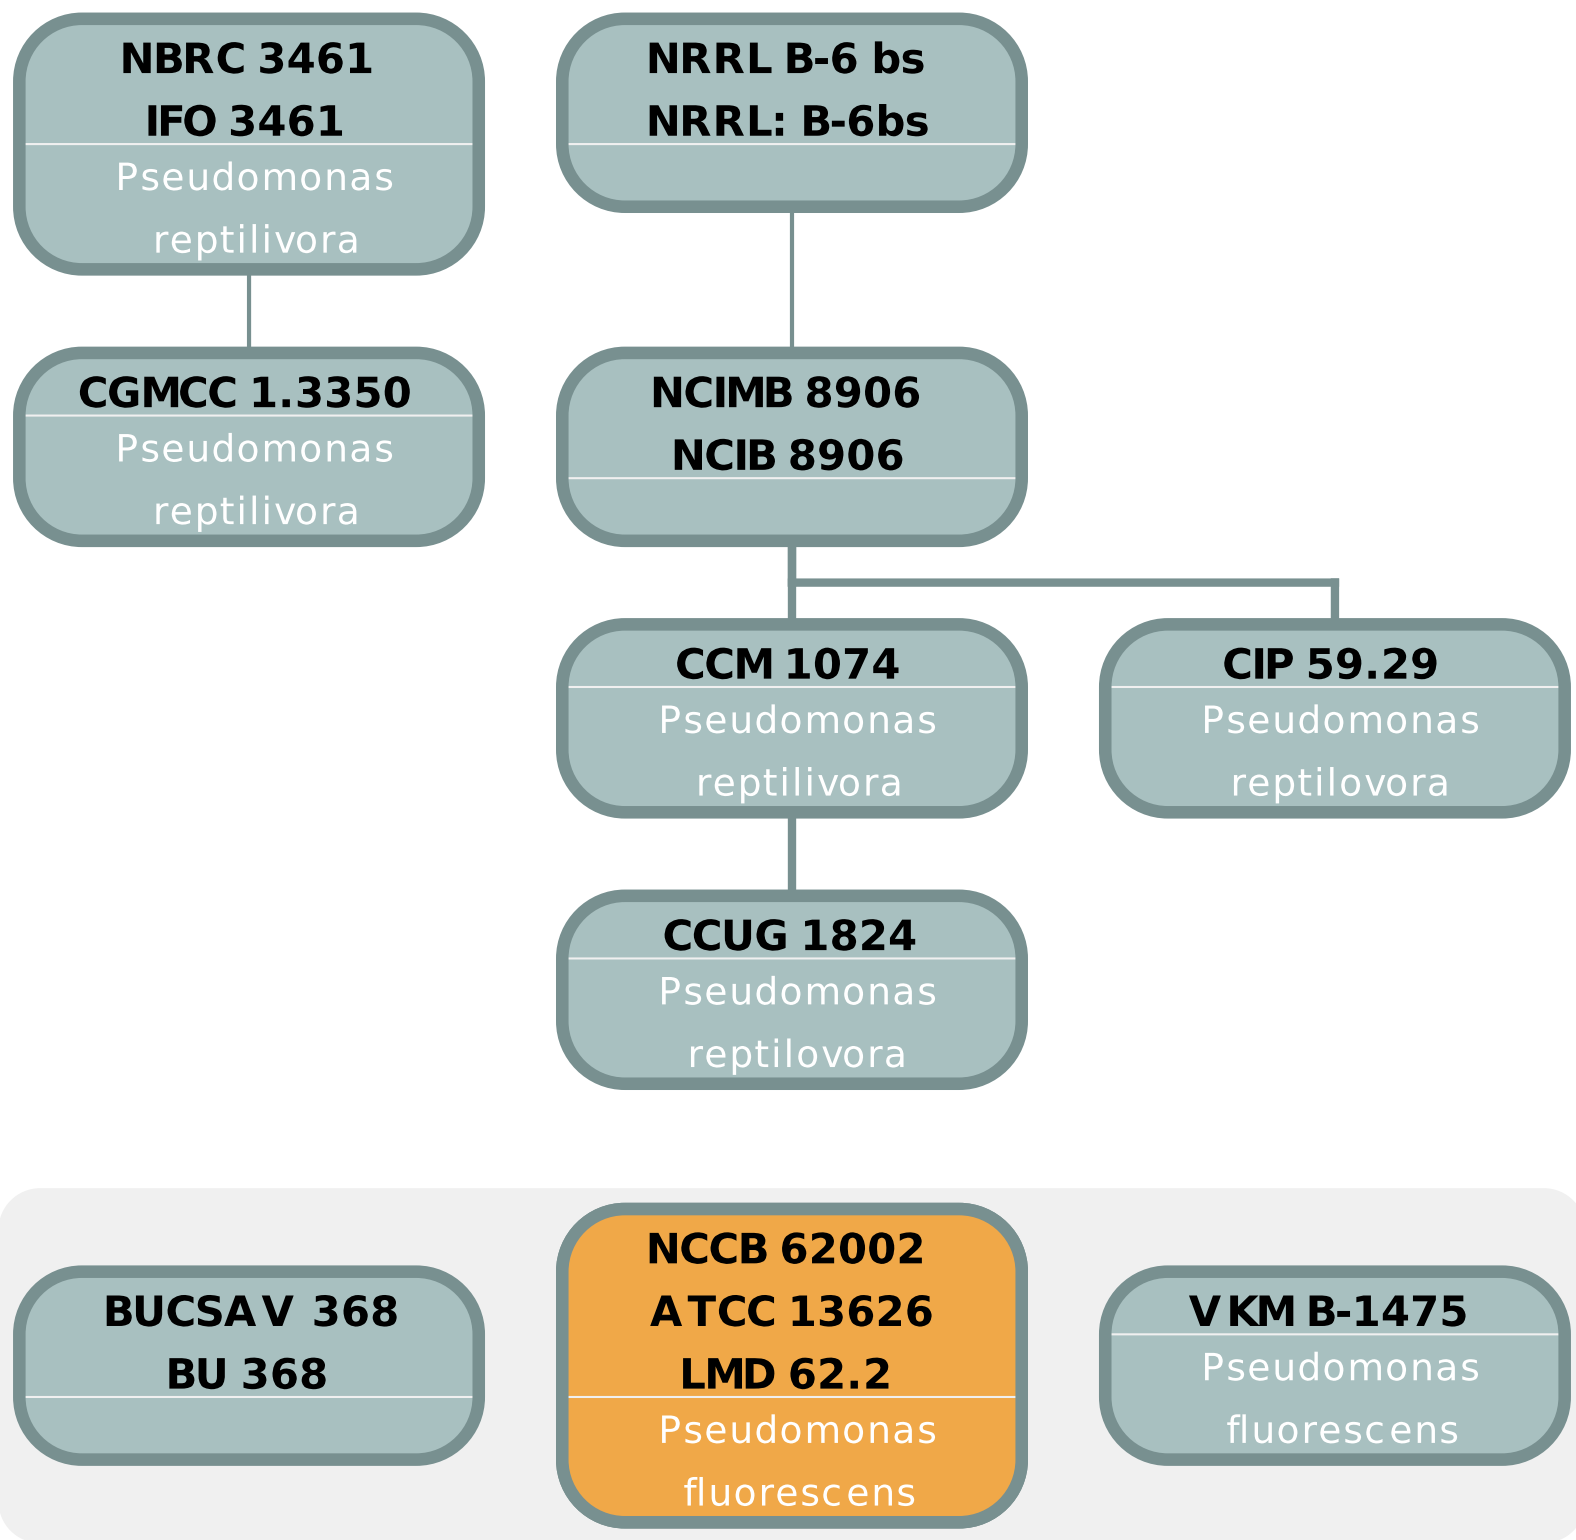 NBRC 3461
IFO 3461
Pseudomonas
reptilivora
NRRL B-6 bs
NRRL: B-6bs
CGMCC 1.3350
Pseudomonas
reptilivora
NCIMB 8906
NCIB 8906
CCM 1074
Pseudomonas
reptilivora
CIP 59.29
Pseudomonas
reptilovora
CCUG 1824
Pseudomonas
reptilovora
BUCSAV 368
BU 368
NCCB 62002
ATCC 13626
LMD 62.2
Pseudomonas
fluorescens
VKM B-1475
Pseudomonas
fluorescens